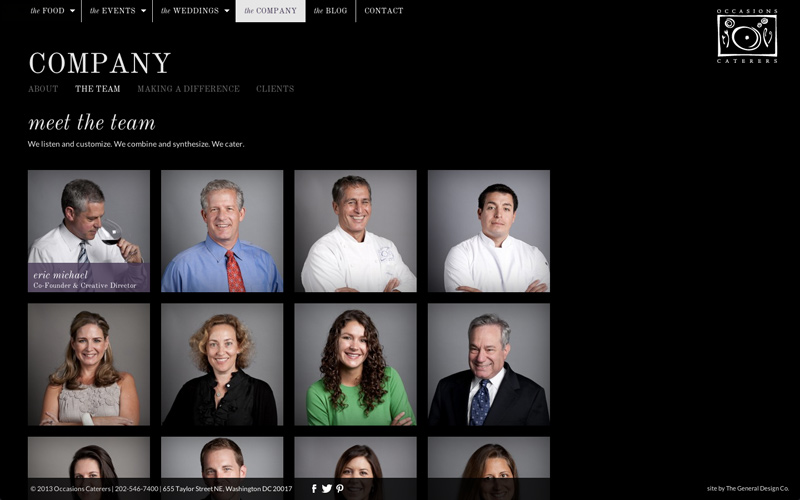 the FOOD the EVENTS the WEDDINGS the COMPANY the BLOG CONTACT
OCCASIONS
CATERERS
COMPANY
ABOUT THE TEAM MAKING A DIFFERENCE CLIENTS
meet the team
We listen and customize. We combine and synthesize. We cater.
eric michael
Co-Founder & Creative Director
© 2013 Occasions Caterers | 202-546-7400 | 655 Taylor Street NE, Washington DC 20017
site by The General Design Co.